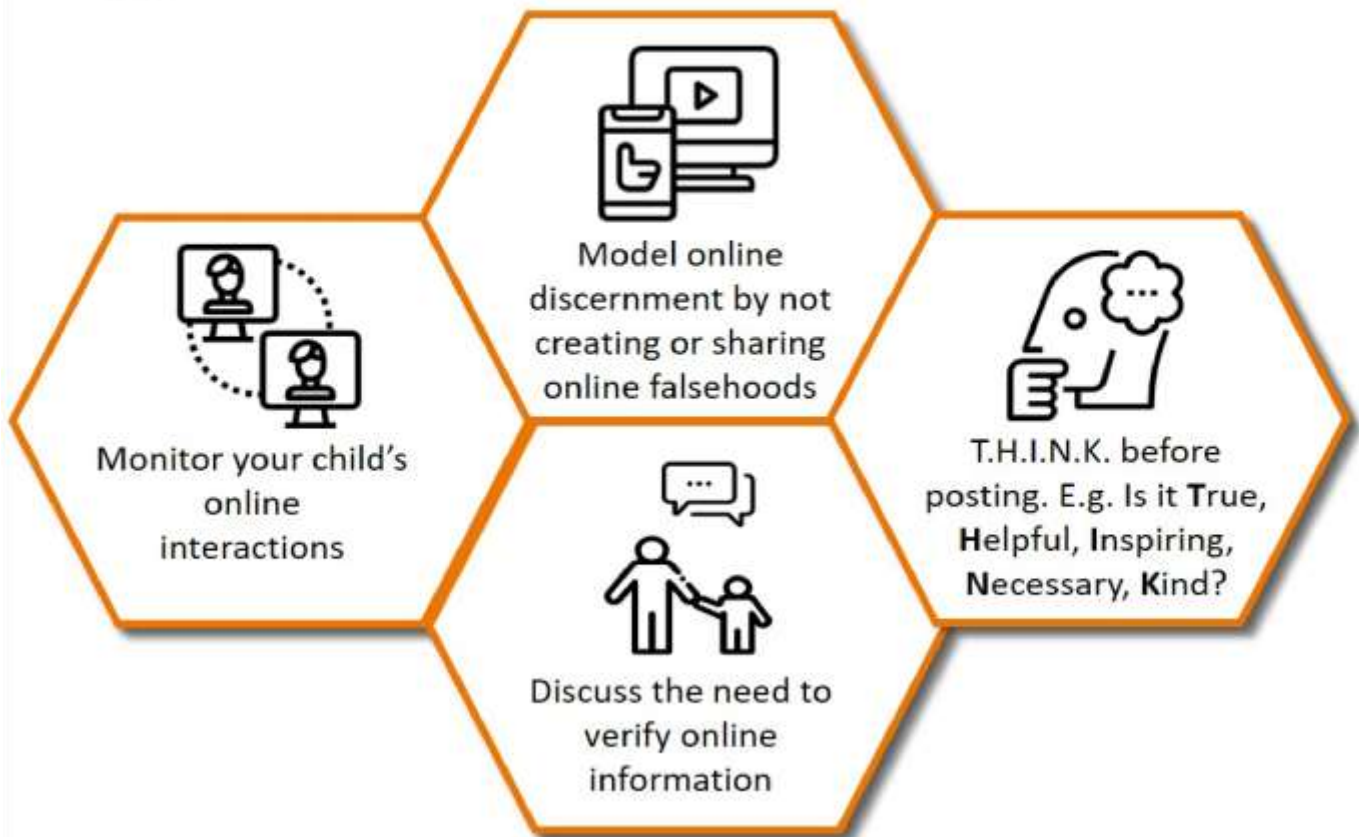 Model online
discernment by not
creating or sharing
online falsehoods
Monitor your child's
online
interactions
T.H.I.N.K. before
posting. E.g. Is it True,
Helpful, Inspiring,
Necessary, Kind?
Discuss the need to
verify online
information